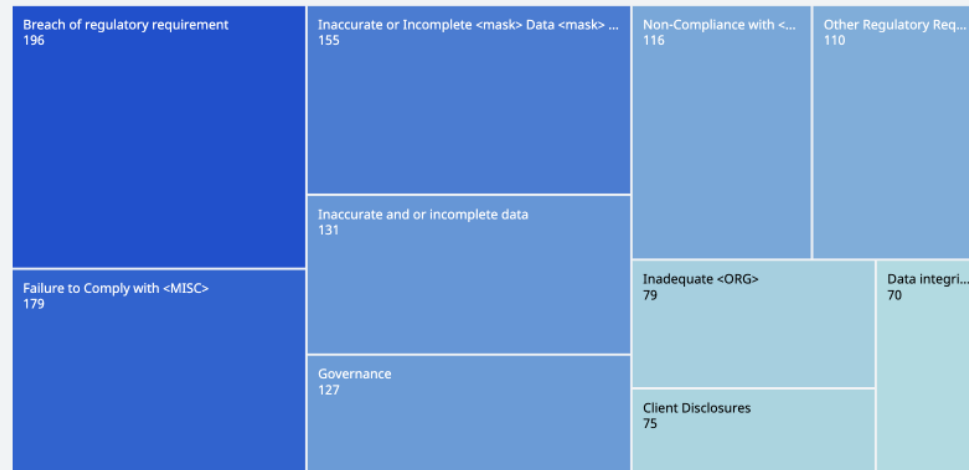 Breach of regulatory requirement
196
Failure to Comply with <MISC>
179
Inaccurate or Incomplete <mask> Data <mask> ...
155
Inaccurate and or incomplete data
131
Governance
127
Non-Compliance with <...
116
Other Regulatory Req...
110
Inadequate <ORG>
79
Client Disclosures
75
Data integri...
70